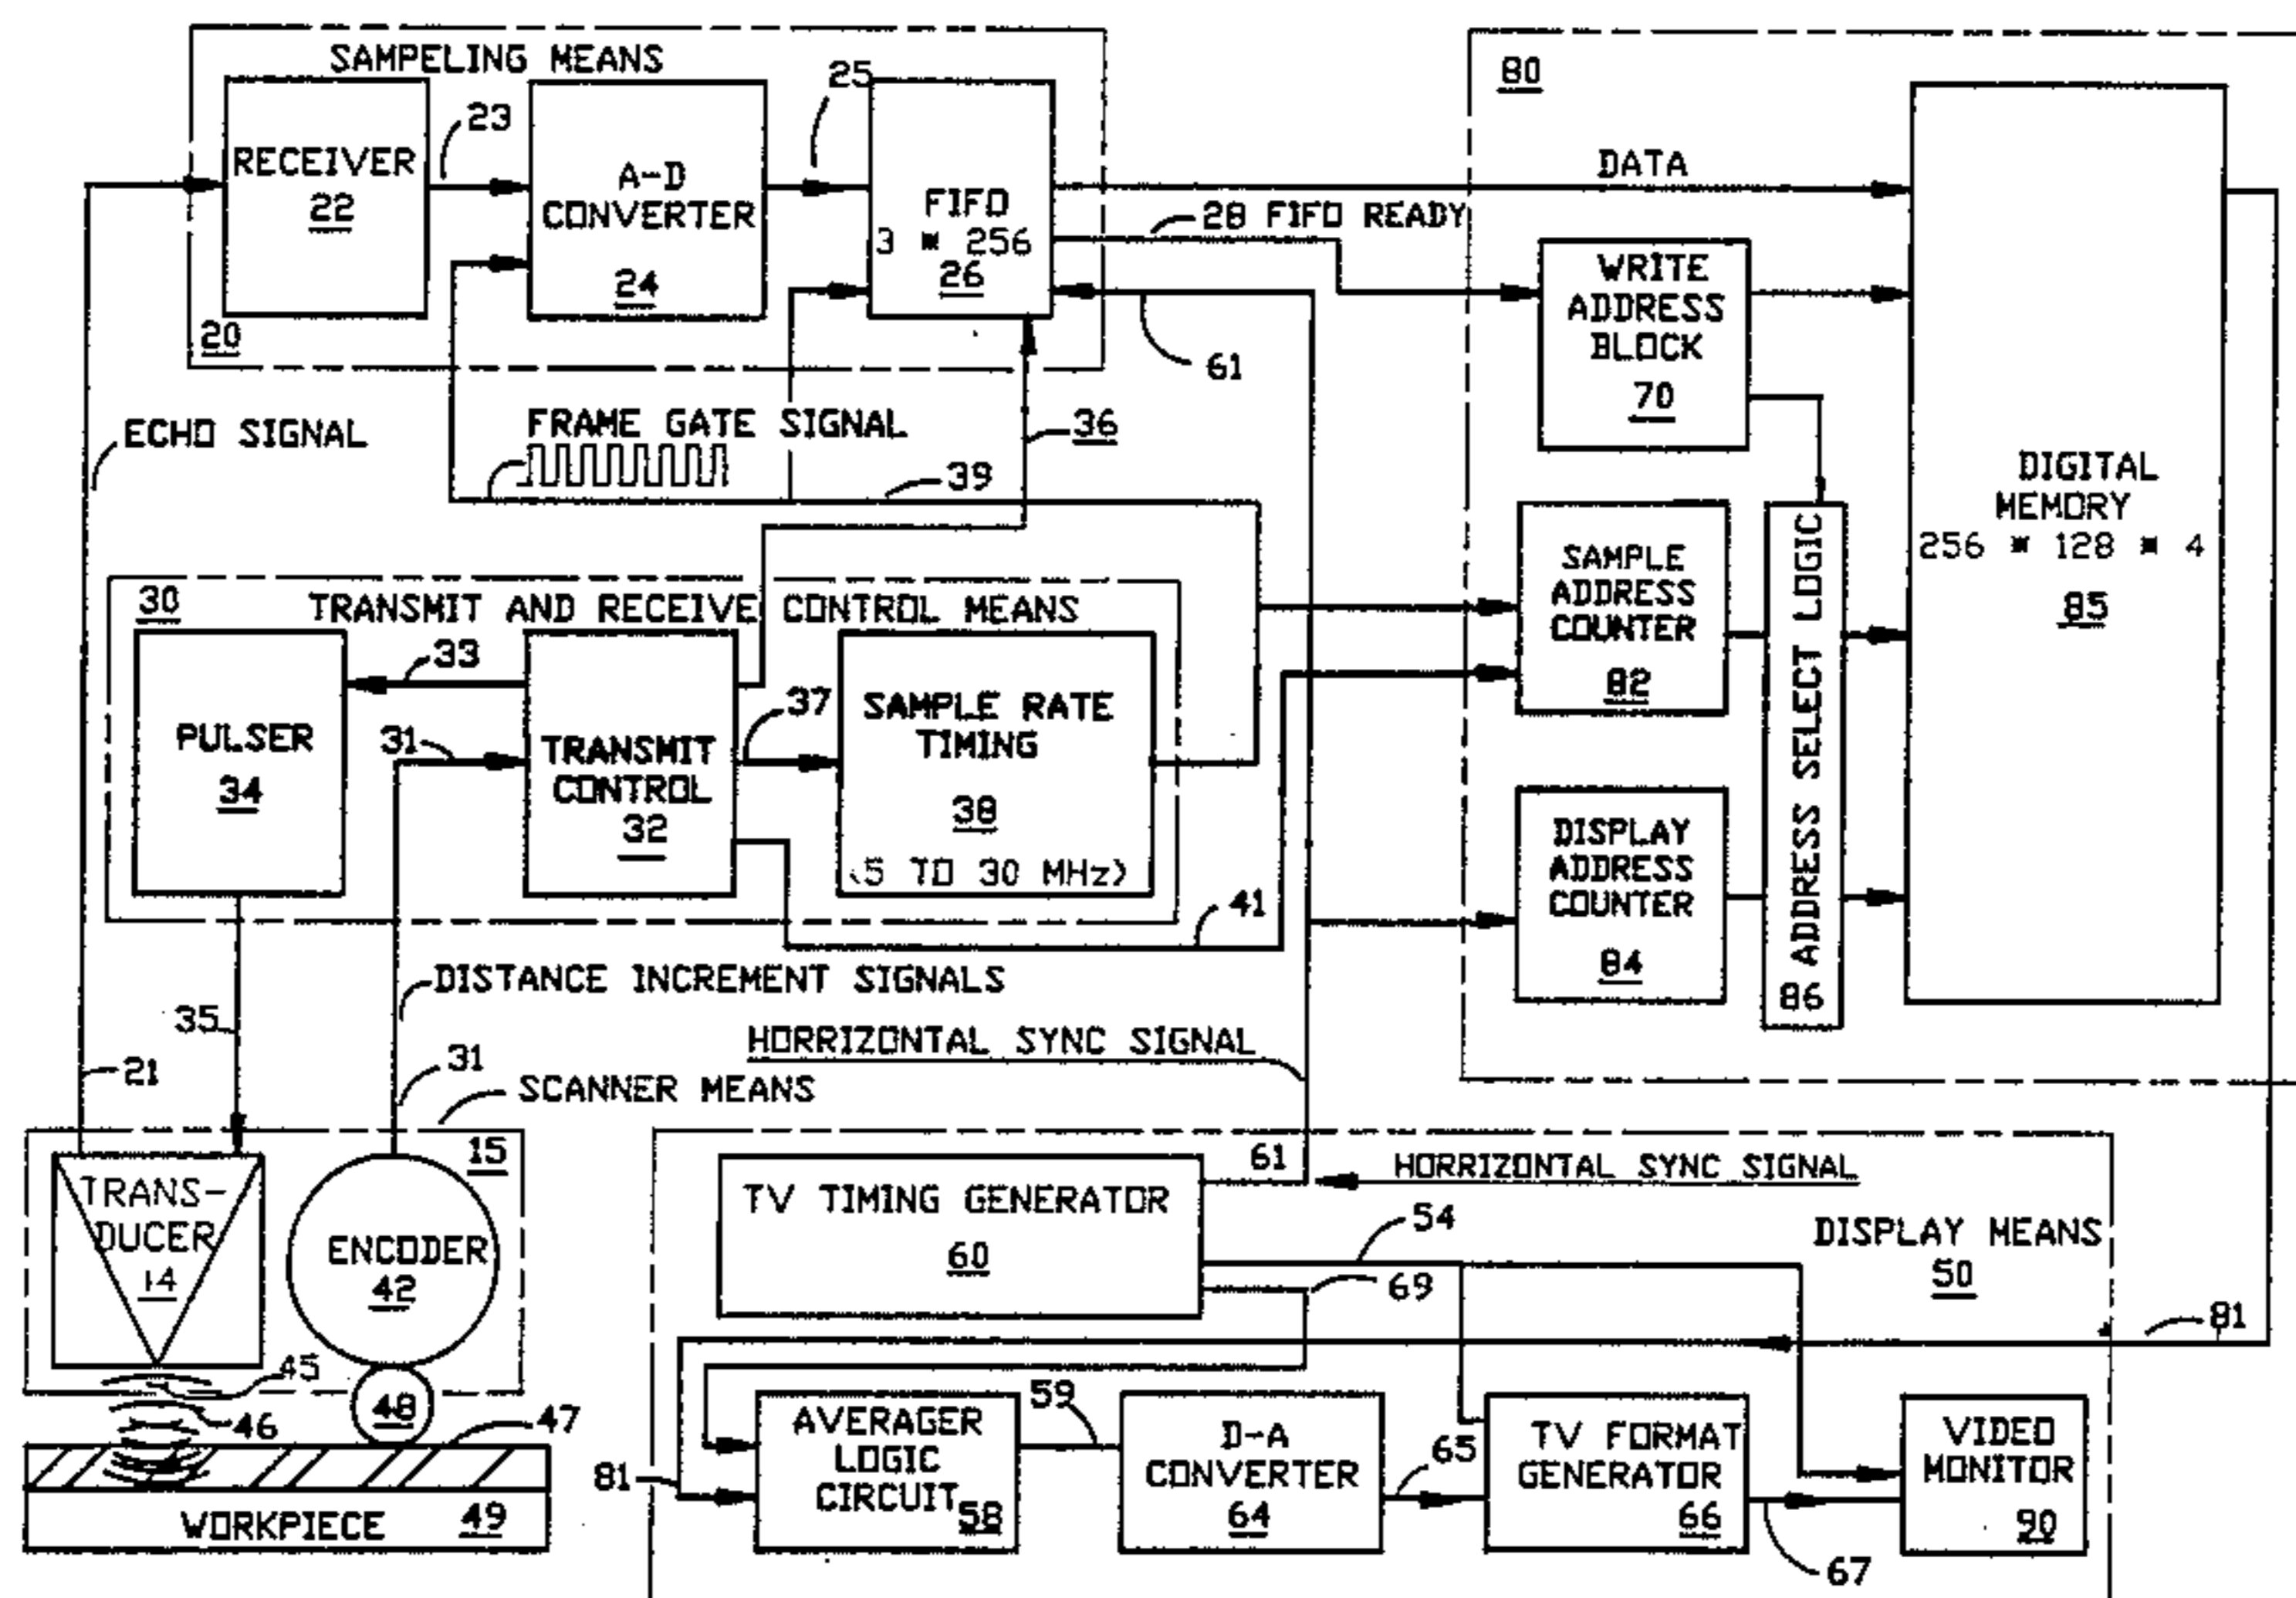 SAMPELING MEANS
RECEIVER
22
23
A-D
CONVERTER
24
25
FIFO
3 * 256
26
20
DATA
28 FIFO READY
61
36
80
WRITE
ADDRESS
BLOCK
70
DIGITAL
MEMORY
256 * 128 * 4
85
ECHO SIGNAL
FRAME GATE SIGNAL
39
30
TRANSMIT AND RECEIVE CONTROL MEANS
PULSER
34
33
31
TRANSMIT
CONTROL
32
37
SAMPLE RATE
TIMING
38
(5 TO 30 MHz)
41
SAMPLE
ADDRESS
COUNTER
82
DISPLAY
ADDRESS
COUNTER
84
86 ADDRESS SELECT LOGIC
DISTANCE INCREMENT SIGNALS
35
21
31
SCANNER MEANS
HORRIZONTAL SYNC SIGNAL
15
TRANS-
DUCER
14
ENCODER
42
45
46
48
47
WORKPIECE 49
TV TIMING GENERATOR
60
61
HORRIZONTAL SYNC SIGNAL
54
69
DISPLAY MEANS
50
81
81
AVERAGER
LOGIC
CIRCUIT 58
59
D-A
CONVERTER
64
65
TV FORMAT
GENERATOR
66
67
VIDEO
MONITOR
90